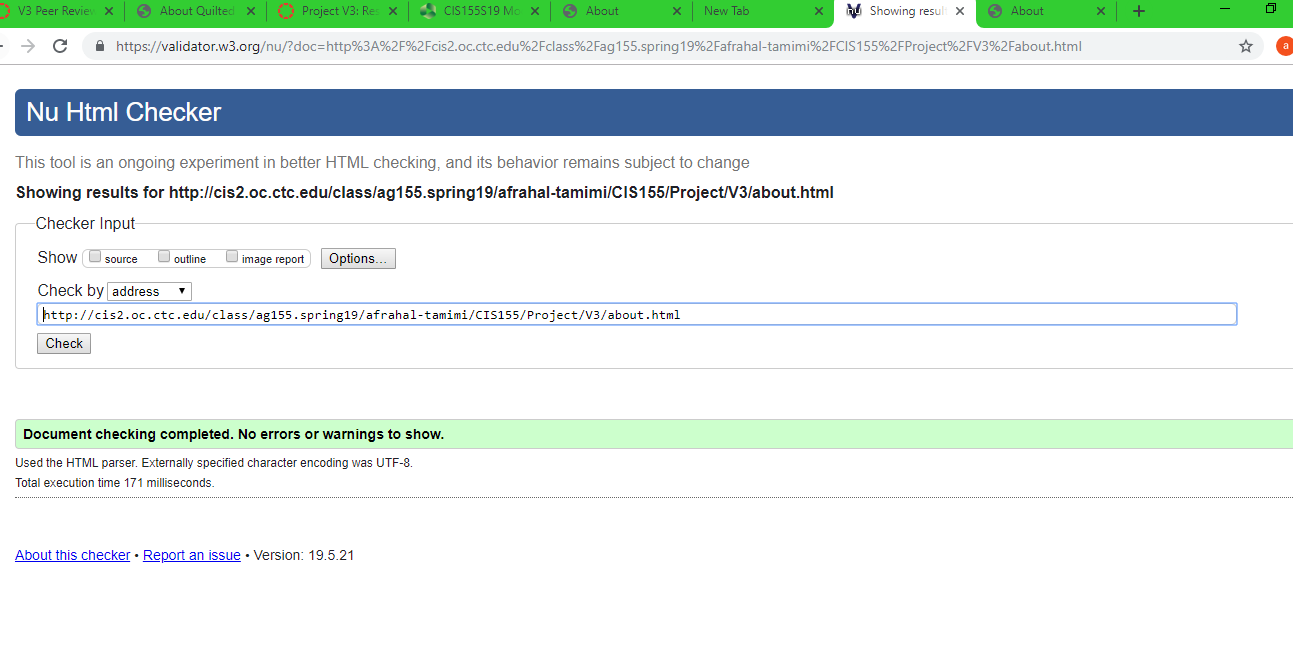 V3 Peer Review About Quilted Project V3: Res CIS155S19 Mo About New Tab Showing resul About
https://validator.w3.org/nu/?doc=http%3A%2F%2Fcis2.oc.ctc.edu%2Fclass%2Fag155.spring19%2Fafrahal-tamimi%2FCIS155%2FProject%2FV3%2Fabout.html a
Nu Html Checker
This tool is an ongoing experiment in better HTML checking, and its behavior remains subject to change
Showing results for http://cis2.oc.ctc.edu/class/ag155.spring19/afrahal-tamimi/CIS155/Project/V3/about.html
Checker Input
Show source outline image report Options...
Check by address
http://cis2.oc.ctc.edu/class/ag155.spring19/afrahal-tamimi/CIS155/Project/V3/about.html
Check
Document checking completed. No errors or warnings to show.
Used the HTML parser. Externally specified character encoding was UTF-8.
Total execution time 171 milliseconds.
About this checker • Report an issue • Version: 19.5.21